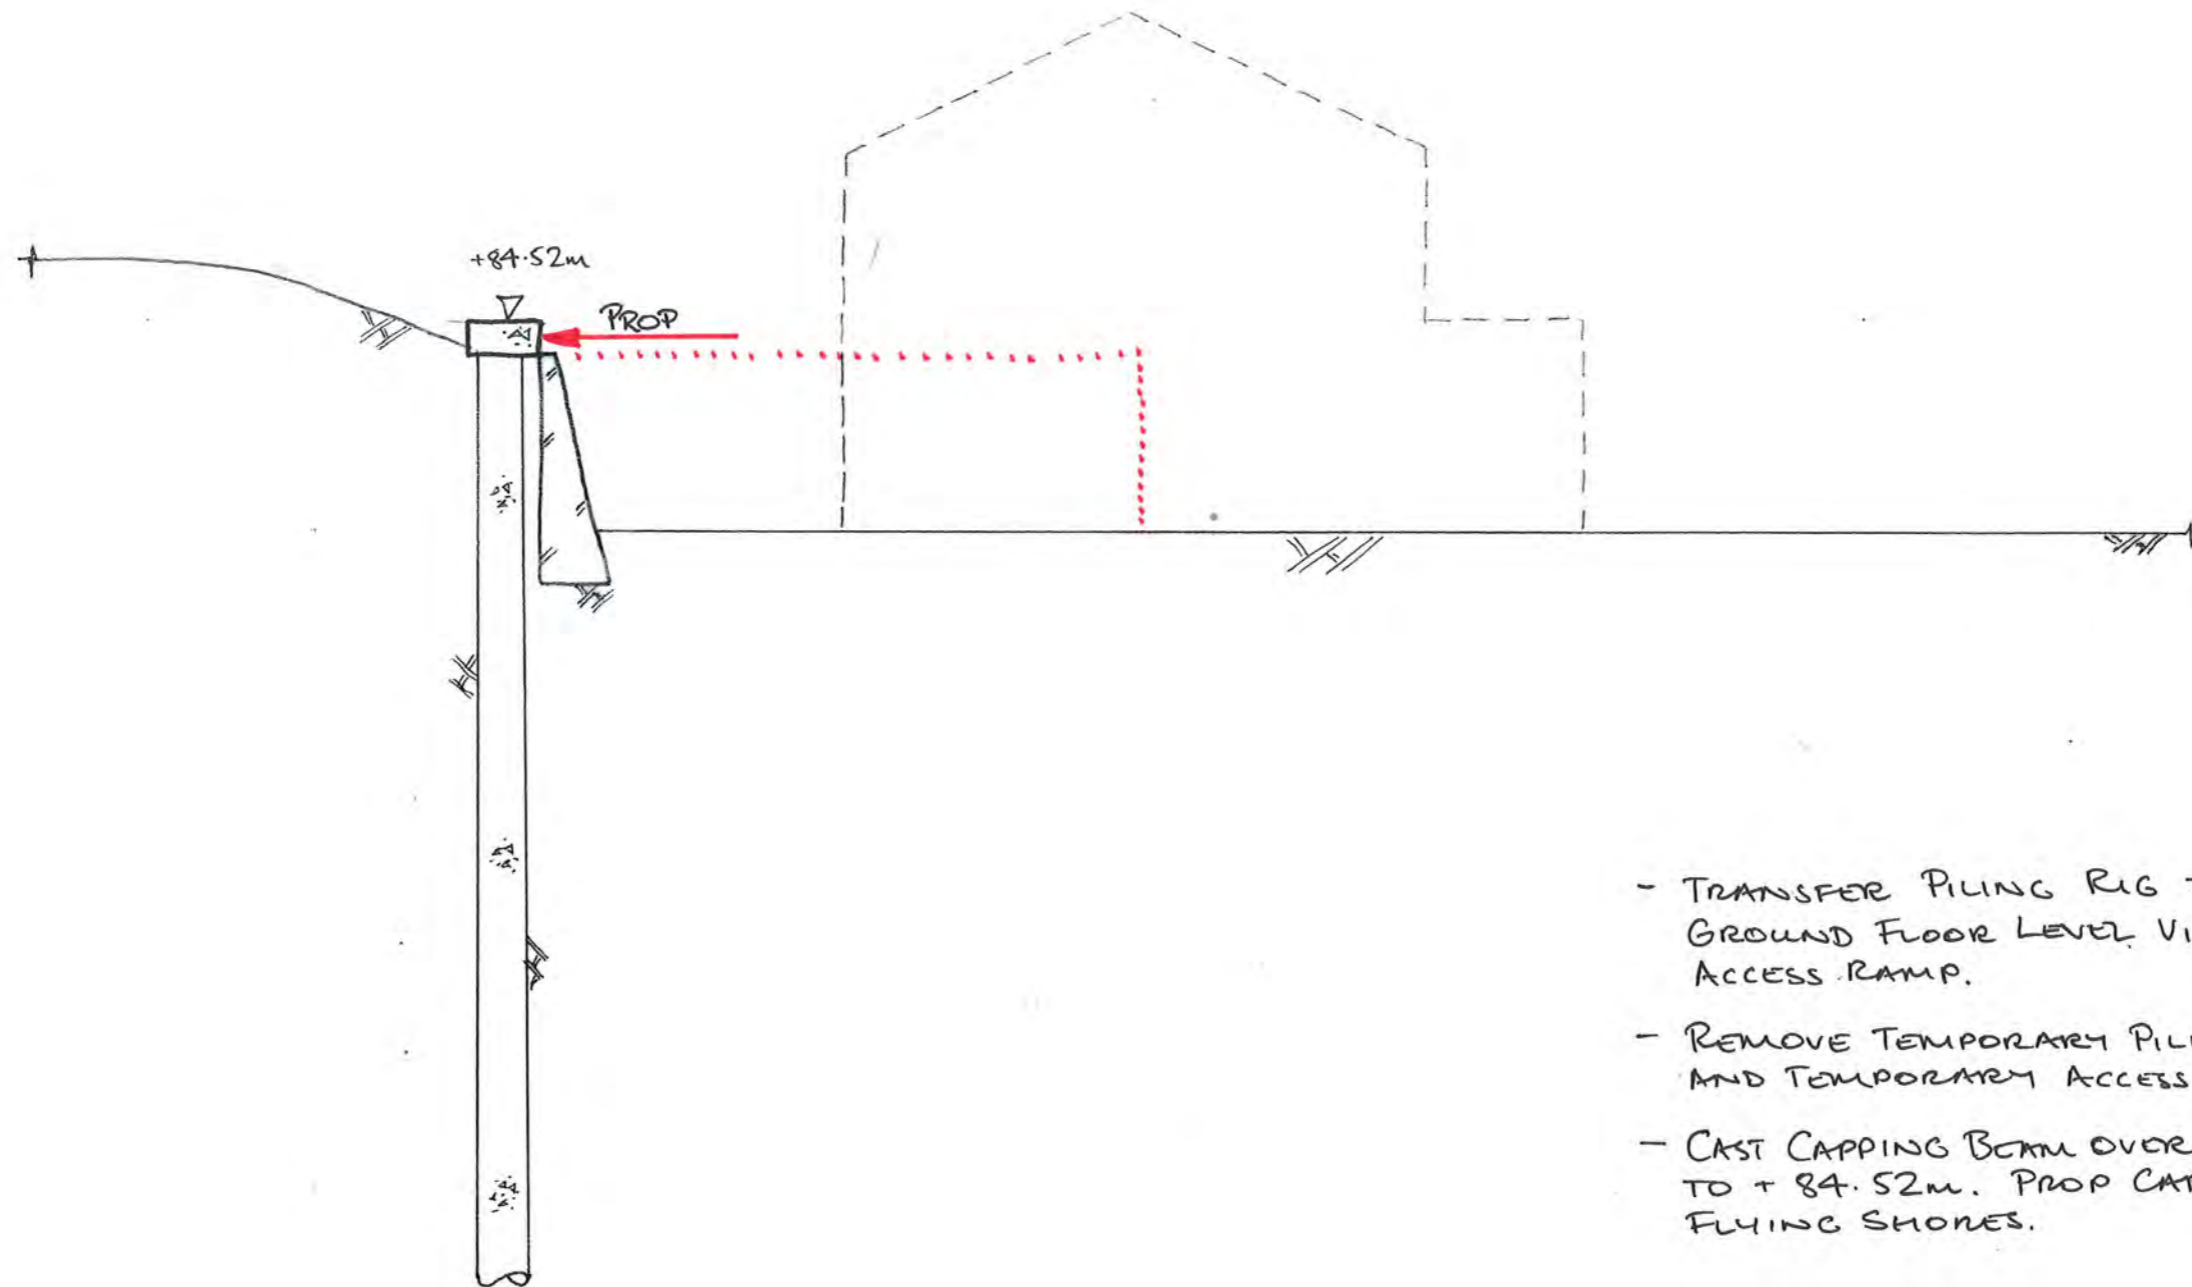 +84.52m
PROP
- TRANSFER PILING RIG
GROUND FLOOR LEVEL
ACCESS RAMP.
- REMOVE TEMPORARY
AND TEMPORARY ACCESS
- CAST CAPPING BEAM OVER
TO + 84.52m. PROP
FLYING SHORES.